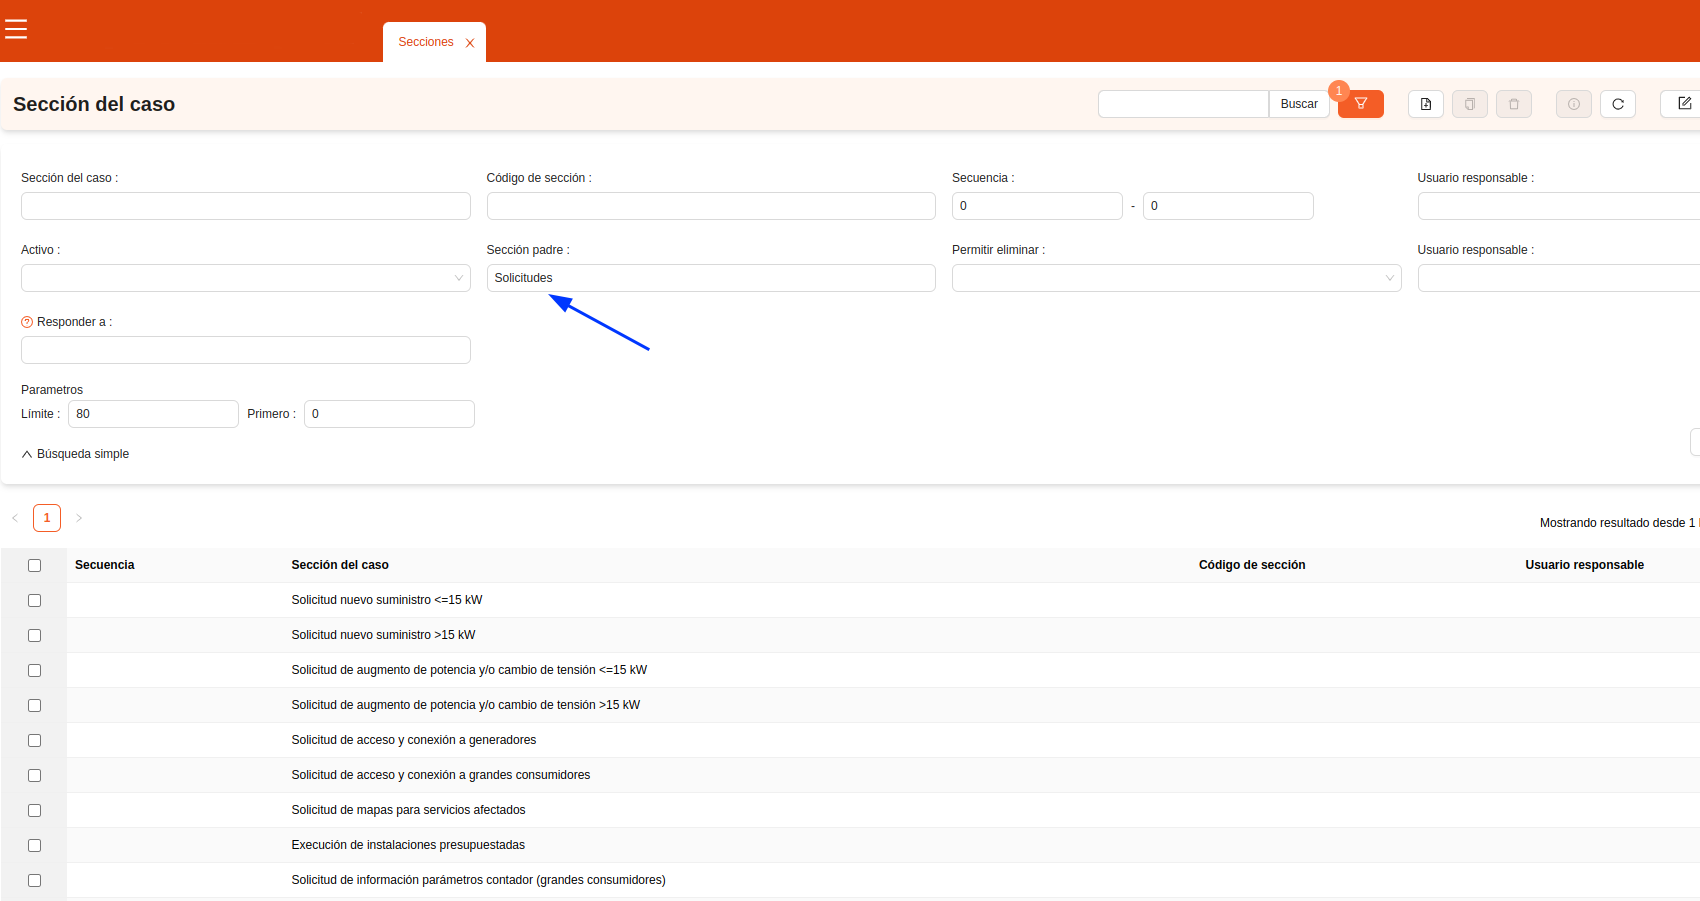 Secciones
Sección del caso
Buscar
1
Sección del caso :
Código de sección :
Secuencia :
Usuario responsable :
0 - 0
Activo :
Sección padre :
Permitir eliminar :
Usuario responsable :
Solicitudes
Responder a :
Parametros
Límite : 80 Primero : 0
Búsqueda simple
1
Mostrando resultado desde 1
Secuencia
Sección del caso
Código de sección
Usuario responsable
Solicitud nuevo suministro <=15 kW
Solicitud nuevo suministro >15 kW
Solicitud de augmento de potencia y/o cambio de tensión <=15 kW
Solicitud de augmento de potencia y/o cambio de tensión >15 kW
Solicitud de acceso y conexión a generadores
Solicitud de acceso y conexión a grandes consumidores
Solicitud de mapas para servicios afectados
Execución de instalaciones presupuestadas
Solicitud de información parámetros contador (grandes consumidores)